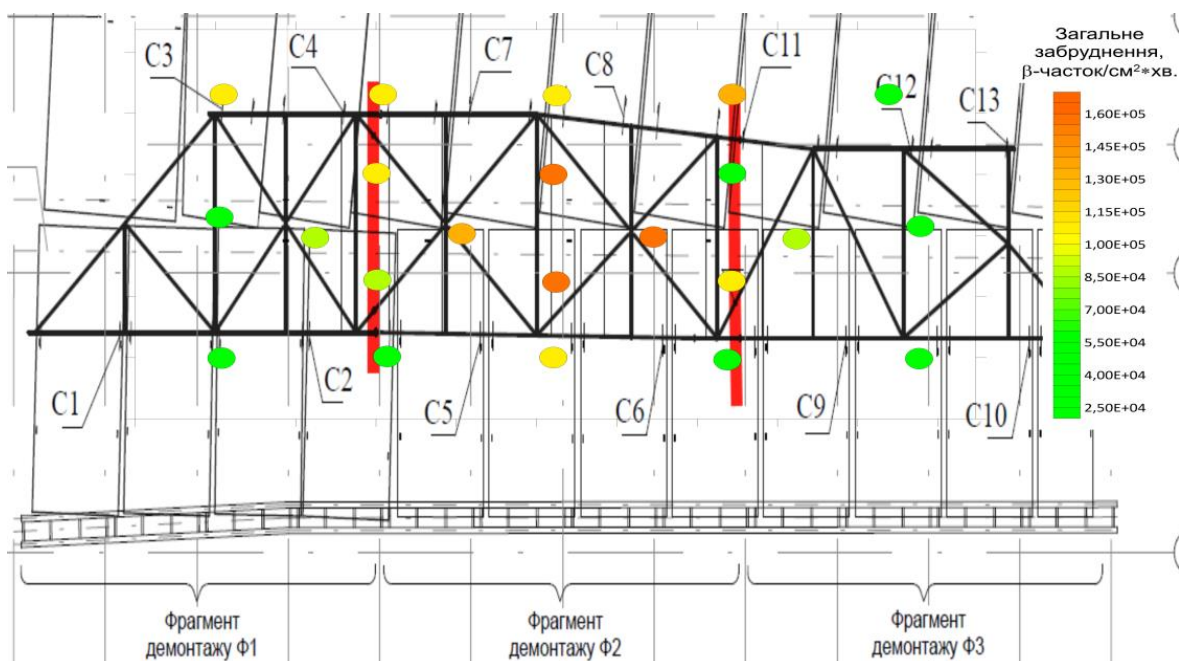 Загальне
забруднення,
β-часток/см²*хв.
C3
C4
C7
C8
C11
C12
C13
1,60E+05
1,45E+05
1,30E+05
1,15E+05
1,00E+05
8,50E+04
7,00E+04
5,50E+04
4,00E+04
2,50E+04
C1
C2
C5
C6
C9
C10
Фрагмент
демонтажу Ф1
Фрагмент
демонтажу Ф2
Фрагмент
демонтажу Ф3